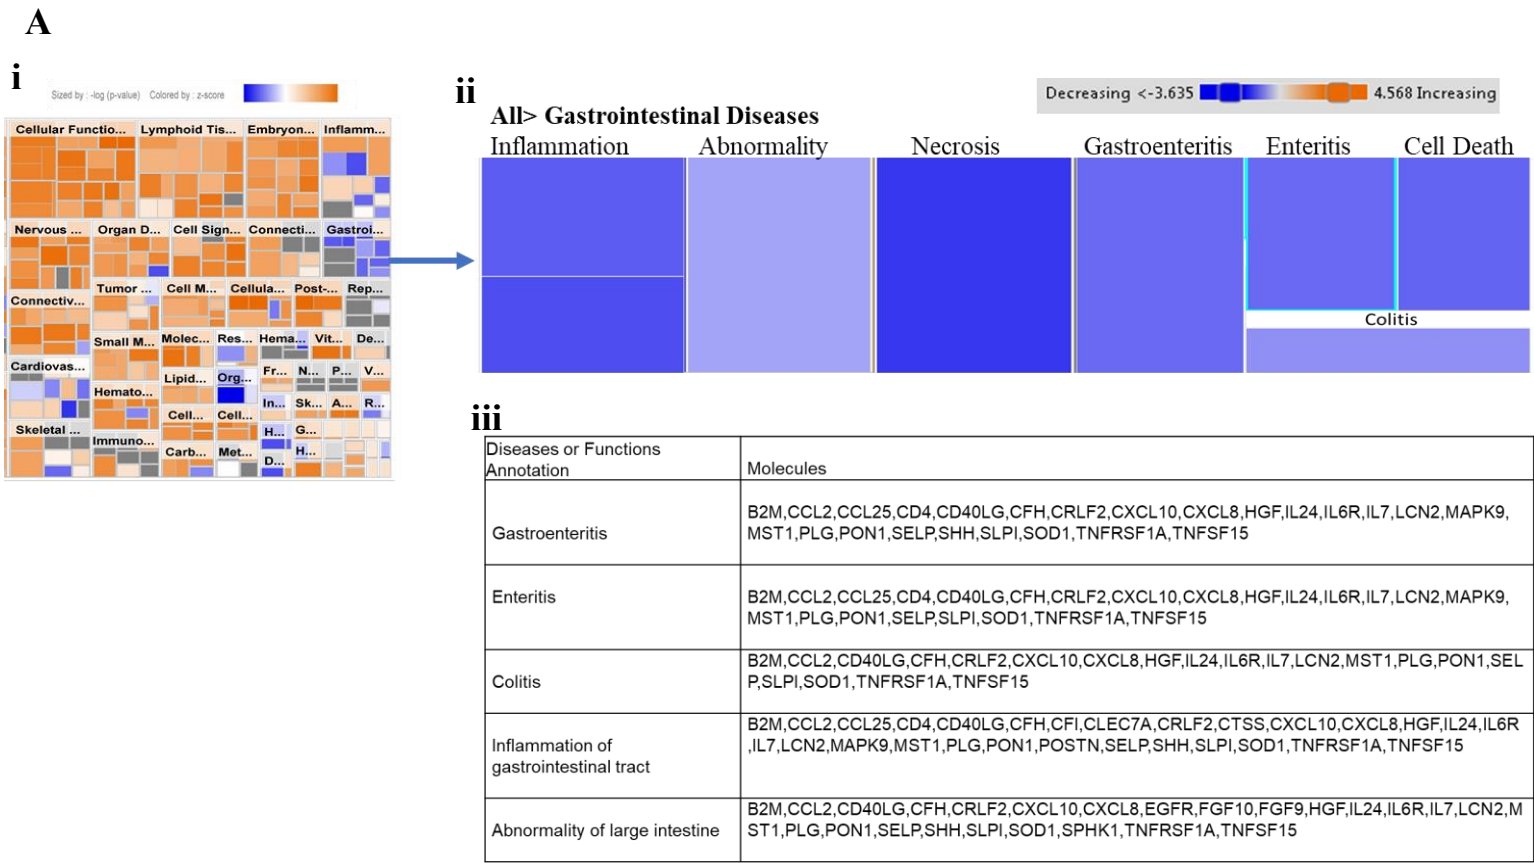 A
i
Sized by : -log (p-value) Colored by : z-score
Cellular Functio... Lymphoid Tis... Embryon... Inflamm...
Nervous ... Organ D... Cell Sign... Connecti... Gastroi...
Tumor ... Cell M... Cellula... Post-... Rep...
Connectiv...
Small M... Molec... Res... Hema... Vit... De...
Cardiovas... Lipid... Org... Fr... N... P... V...
Hemato... In... Sk... A... R...
Cell... Cell...
Skeletal ... Immuno... H... G...
Carb... Met... H...
D...
ii
Decreasing <-3.635 4.568 Increasing
All> Gastrointestinal Diseases
Inflammation Abnormality Necrosis Gastroenteritis Enteritis Cell Death
Colitis
iii
Diseases or Functions
Annotation Molecules
Gastroenteritis
B2M,CCL2,CCL25,CD4,CD40LG,CFH,CRLF2,CXCL10,CXCL8,HGF,IL24,IL6R,IL7,LCN2,MAPK9,
MST1,PLG,PON1,SELP,SHH,SLPI,SOD1,TNFRSF1A,TNFSF15
Enteritis
B2M,CCL2,CCL25,CD4,CD40LG,CFH,CRLF2,CXCL10,CXCL8,HGF,IL24,IL6R,IL7,LCN2,MAPK9,
MST1,PLG,PON1,SELP,SLPI,SOD1,TNFRSF1A,TNFSF15
Colitis
B2M,CCL2,CD40LG,CFH,CRLF2,CXCL10,CXCL8,HGF,IL24,IL6R,IL7,LCN2,MST1,PLG,PON1,SEL
P,SLPI,SOD1,TNFRSF1A,TNFSF15
Inflammation of
gastrointestinal tract
B2M,CCL2,CCL25,CD4,CD40LG,CFH,CFI,CLEC7A,CRLF2,CTSS,CXCL10,CXCL8,HGF,IL24,IL6R
,IL7,LCN2,MAPK9,MST1,PLG,PON1,POSTN,SELP,SHH,SLPI,SOD1,TNFRSF1A,TNFSF15
Abnormality of large intestine
B2M,CCL2,CD40LG,CFH,CRLF2,CXCL10,CXCL8,EGFR,FGF10,FGF9,HGF,IL24,IL6R,IL7,LCN2,M
ST1,PLG,PON1,SELP,SHH,SLPI,SOD1,SPHK1,TNFRSF1A,TNFSF15